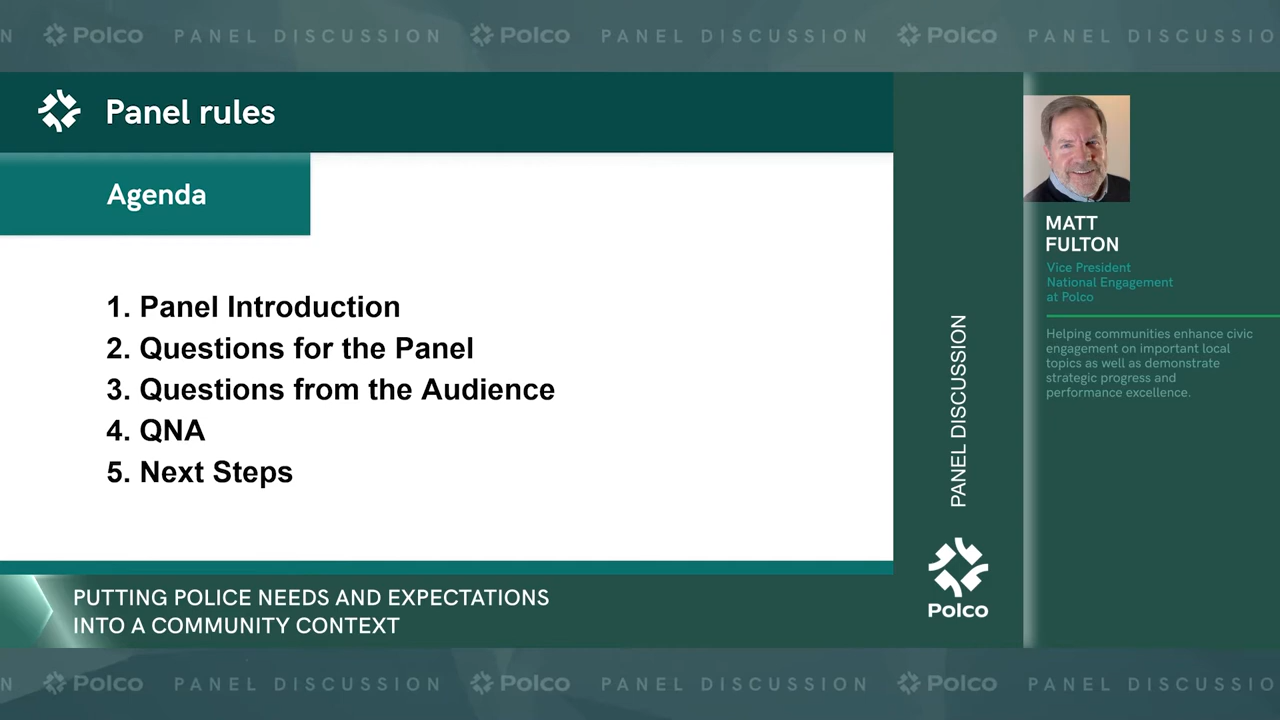 N Polco PANEL DISCUSSION Polco PANEL DISCUSSION Polco PANEL DISCUSSIO
Panel rules
Agenda
1. Panel Introduction
2. Questions for the Panel
3. Questions from the Audience
4. QNA
5. Next Steps
PUTTING POLICE NEEDS AND EXPECTATIONS
INTO A COMMUNITY CONTEXT
PANEL DISCUSSION
Polco
MATT
FULTON
Vice President
National Engagement
at Polco
Helping communities enhance civic
engagement on important local
topics as well as demonstrate
strategic progress and
performance excellence.
N Polco PANEL DISCUSSION Polco PANEL DISCUSSION Polco PANEL DISCUSSIO